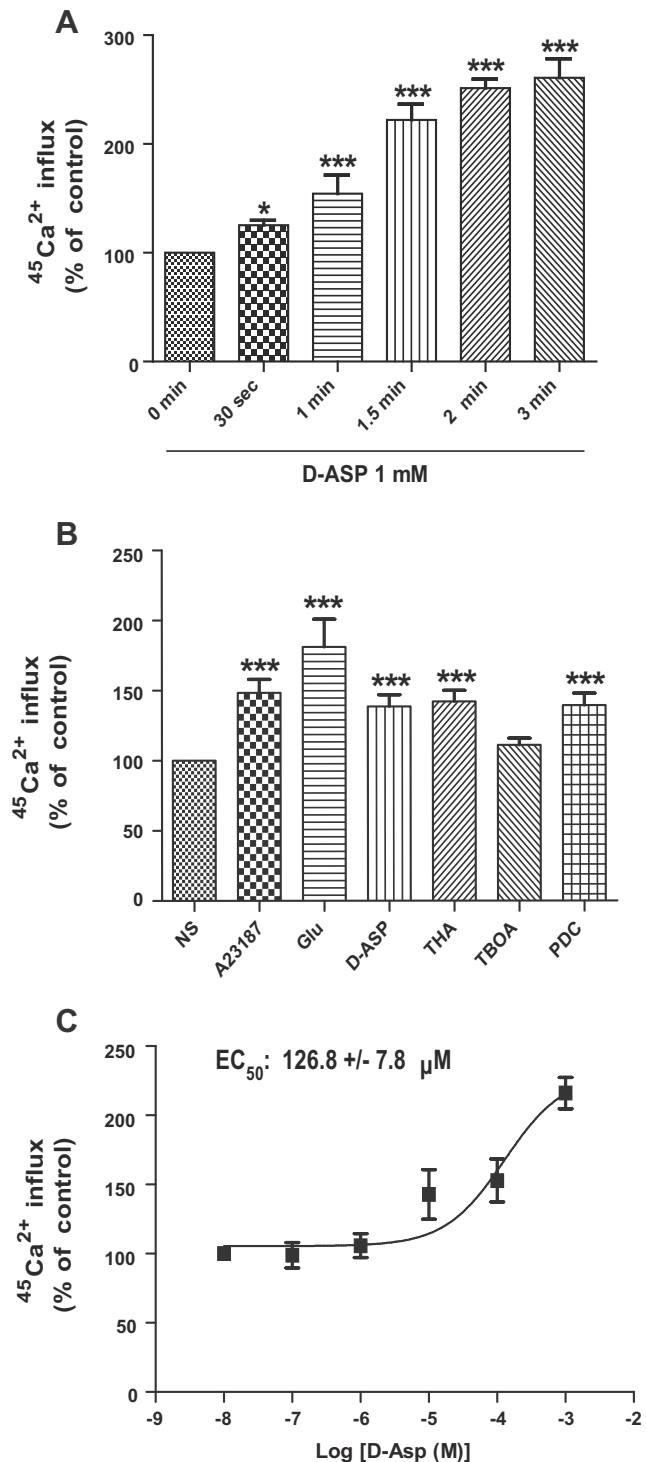 A
300
200
100
0
45Ca2+ influx
(% of control)
*
***
***
***
***
0 min
30 sec
1 min
1.5 min
2 min
3 min
D-ASP 1 mM
B
250
200
150
100
50
0
45Ca2+ influx
(% of control)
***
***
***
***
***
NS
A23187
Glu
D-ASP
THA
TBOA
PDC
C
EC50: 126.8 +/- 7.8 µM
250
200
150
100
50
0
45Ca2+ influx
(% of control)
-9
-8
-7
-6
-5
-4
-3
-2
Log [D-Asp (M)]